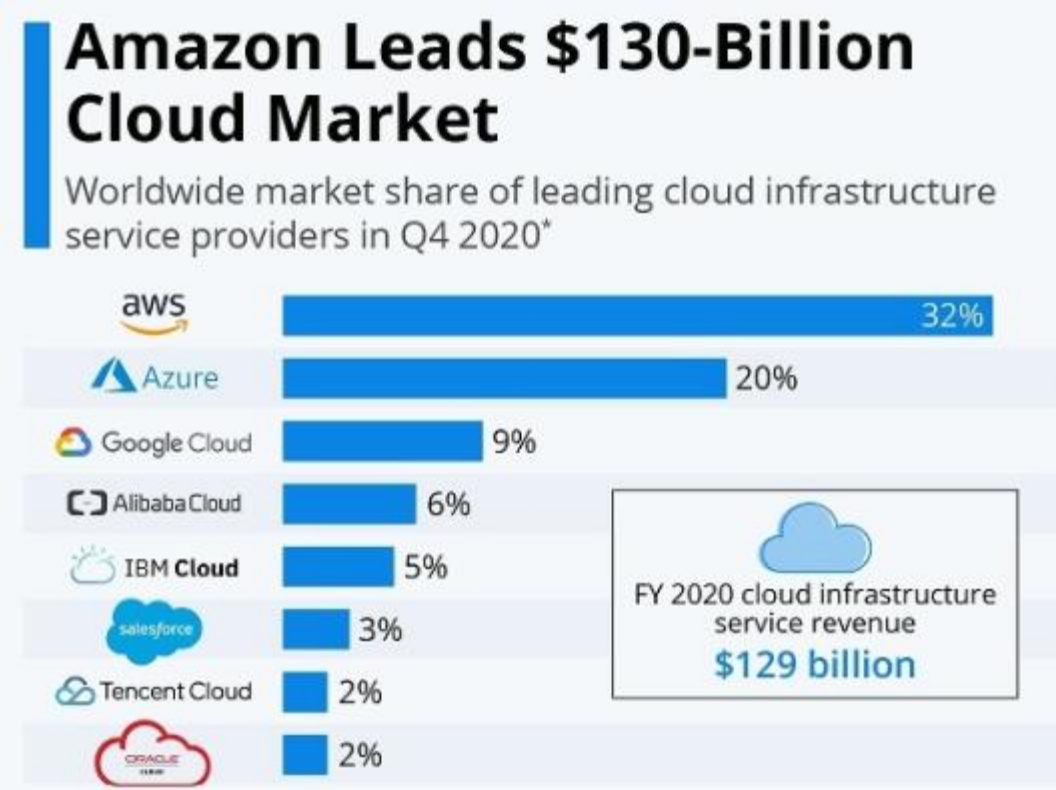 Amazon Leads $130-Billion
Cloud Market
Worldwide market share of leading cloud infrastructure
service providers in Q4 2020*
aws
32%
Azure
20%
Google Cloud
9%
Alibaba Cloud
6%
IBM Cloud
5%
salesforce
3%
Tencent Cloud
2%
ORACLE
CLOUD
2%
FY 2020 cloud infrastructure
service revenue
$129 billion